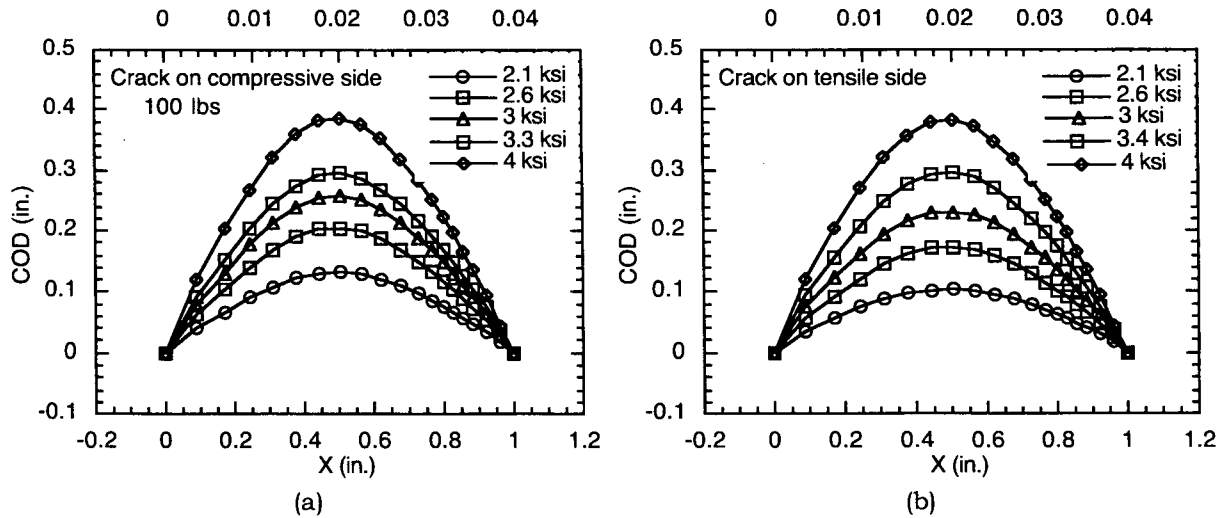 0 0.01 0.02 0.03 0.04
0.5
0.4
0.3
0.2
0.1
0
-0.1
COD (in.)
Crack on compressive side
100 lbs
2.1 ksi
2.6 ksi
3 ksi
3.3 ksi
4 ksi
-0.2 0 0.2 0.4 0.6 0.8 1 1.2
X (in.)
(a)
0 0.01 0.02 0.03 0.04
0.5
0.4
0.3
0.2
0.1
0
-0.1
COD (in.)
Crack on tensile side
2.1 ksi
2.6 ksi
3 ksi
3.4 ksi
4 ksi
-0.2 0 0.2 0.4 0.6 0.8 1 1.2
X (in.)
(b)